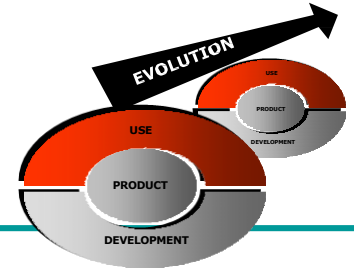 EVOLUTION
USE
PRODUCT
DEVELOPMENT
USE
PRODUCT
DEVELOPMENT